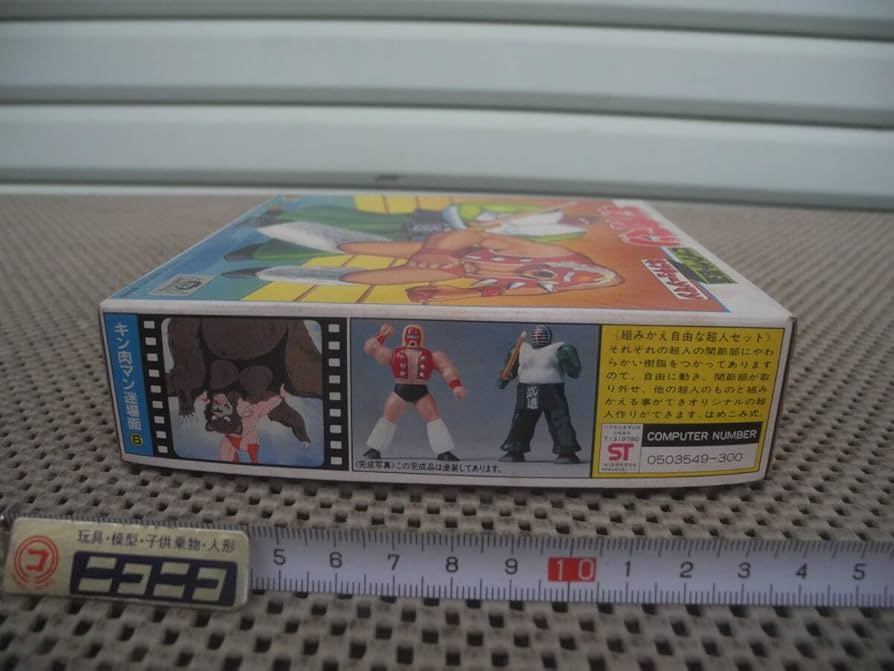 キン肉マン迷場面 B
《組みかえ自由な超人セット》
それぞれの超人の関節部にやわ
らかい樹脂をつかってあります
ので、自由に動き、関節部が取
り外せ、他の超人のものと組み
かえる事ができオリジナルの超
人作りができます。はめこみ式。
武道
〈完成写真〉この完成品は塗装してあります。
ST
COMPUTER NUMBER
0503549-300
コ
玩具・模型・子供乗物・人形
5 6 7 8 9 10 1 2 3 4 5